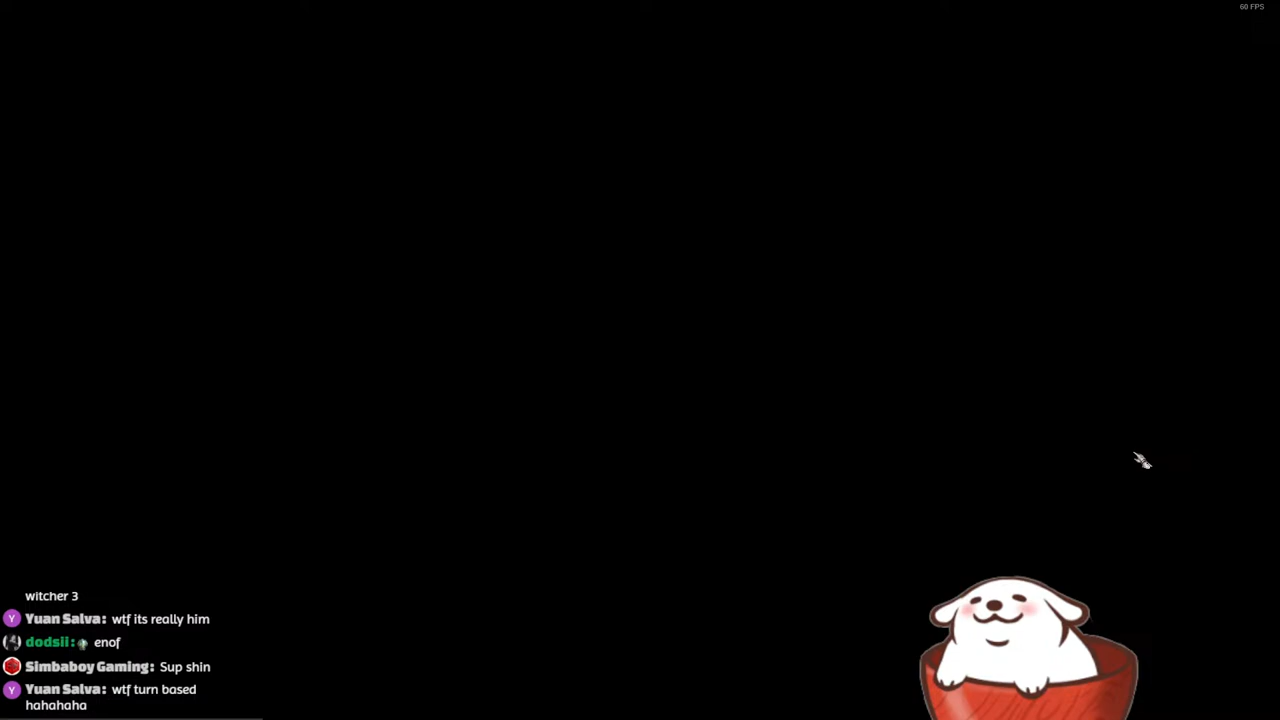 60 FPS
witcher 3
Yuan Salva: wtf its really him
dodsii: enof
Simbaboy Gaming: Sup shin
Yuan Salva: wtf turn based
hahahaha